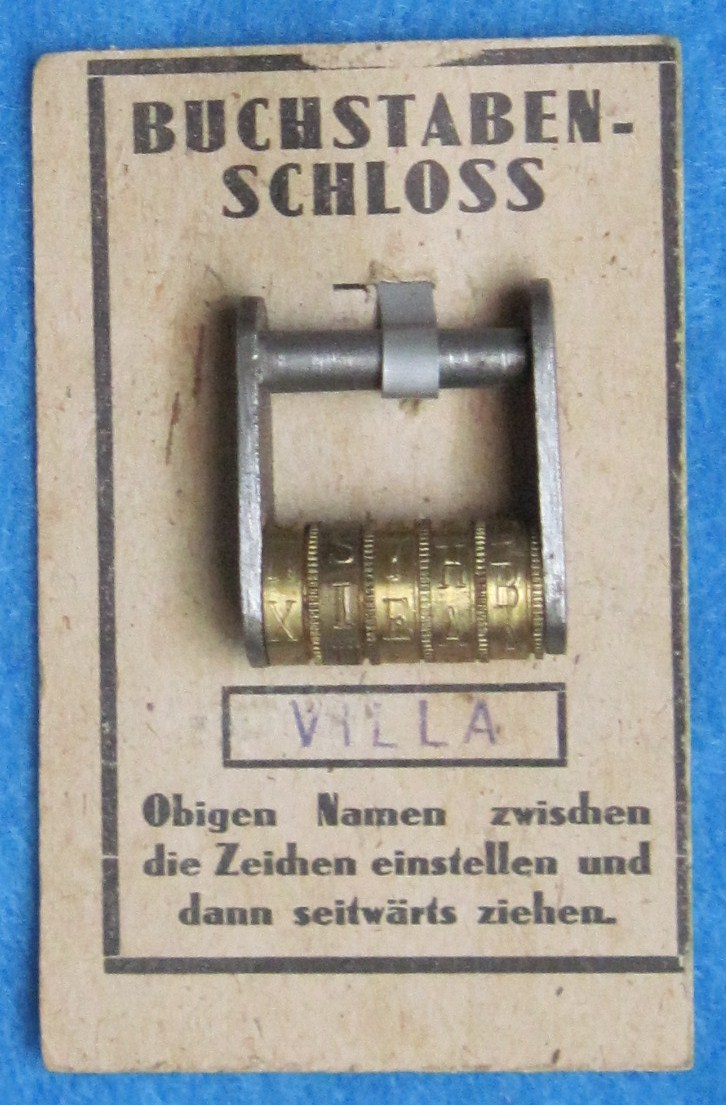 BUCHSTABEN-
SCHLOSS
S H B
X I E
VILLA
Obigen Namen zwischen
die Zeichen einstellen und
dann seitwärts ziehen.